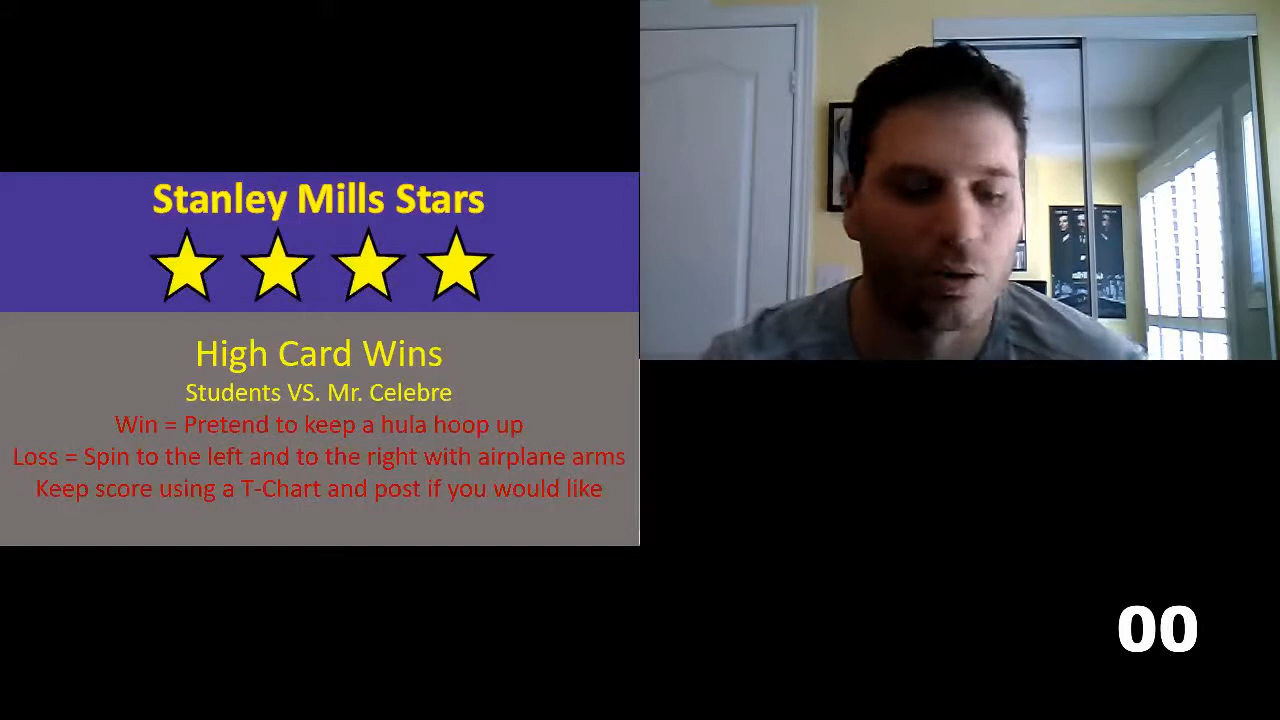 Stanley Mills Stars
High Card Wins
Students VS. Mr. Celebre
Win = Pretend to keep a hula hoop up
Loss = Spin to the left and to the right with airplane arms
Keep score using a T-Chart and post if you would like
00